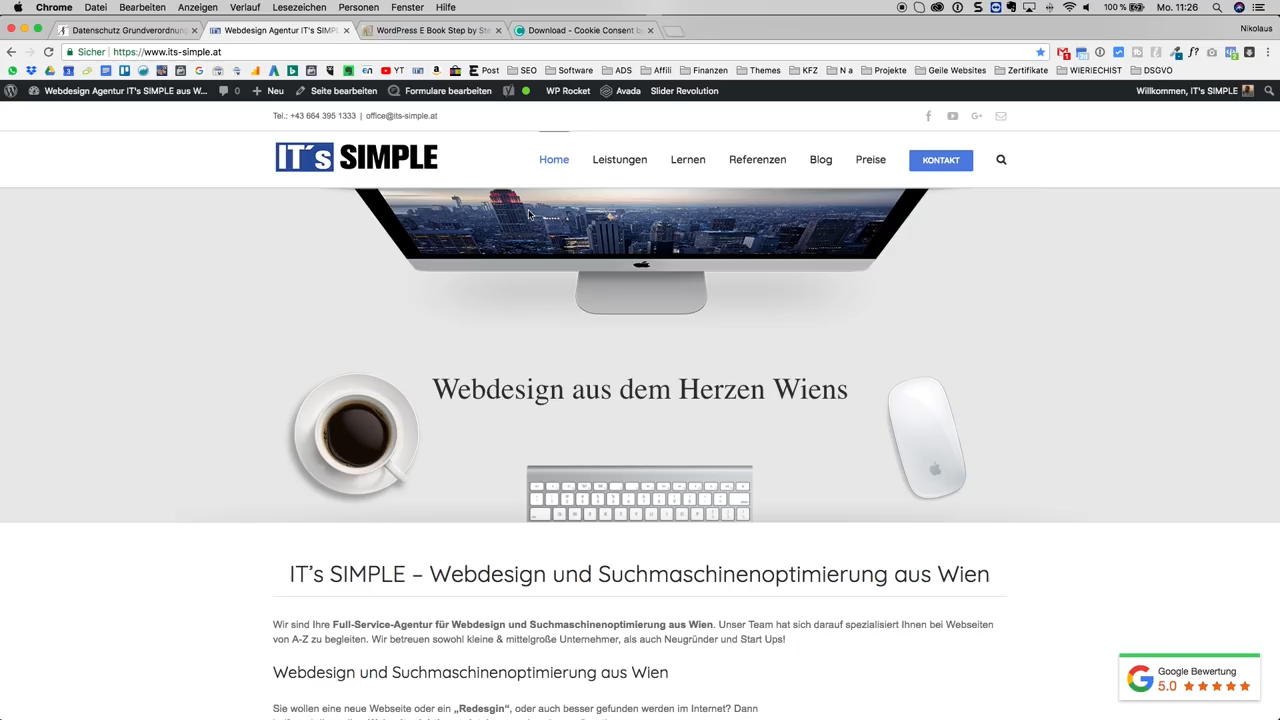 Chrome Datei Bearbeiten Anzeigen Verlauf Lesezeichen Personen Fenster Hilfe 100 % Mo. 11:26
Datenschutz Grundverordnun Webdesign Agentur IT'S SIMPL WordPress E Book Step by Ste Download - Cookie Consent by Nikolaus
Sicher https://www.its-simple.at
YT Post SEO Software ADS Affili Finanzen Themes KFZ N a Projekte Geile Websites Zertifikate WIERIECHIST DSGVO
Webdesign Agentur IT's SIMPLE aus W... 0 Neu Seite bearbeiten Formulare bearbeiten WP Rocket Avada Slider Revolution Willkommen, IT's SIMPLE
Tel.: +43 664 395 1333 | office@its-simple.at
IT´s SIMPLE Home Leistungen Lernen Referenzen Blog Preise KONTAKT
Webdesign aus dem Herzen Wiens
IT’s SIMPLE – Webdesign und Suchmaschinenoptimierung aus Wien
Wir sind Ihre Full-Service-Agentur für Webdesign und Suchmaschinenoptimierung aus Wien. Unser Team hat sich darauf spezialisiert Ihnen bei Webseiten
von A-Z zu begleiten. Wir betreuen sowohl kleine & mittelgroße Unternehmer, als auch Neugründer und Start Ups!
Webdesign und Suchmaschinenoptimierung aus Wien
Sie wollen eine neue Webseite oder ein „Redesgin“, oder auch besser gefunden werden im Internet? Dann
Google Bewertung
5.0